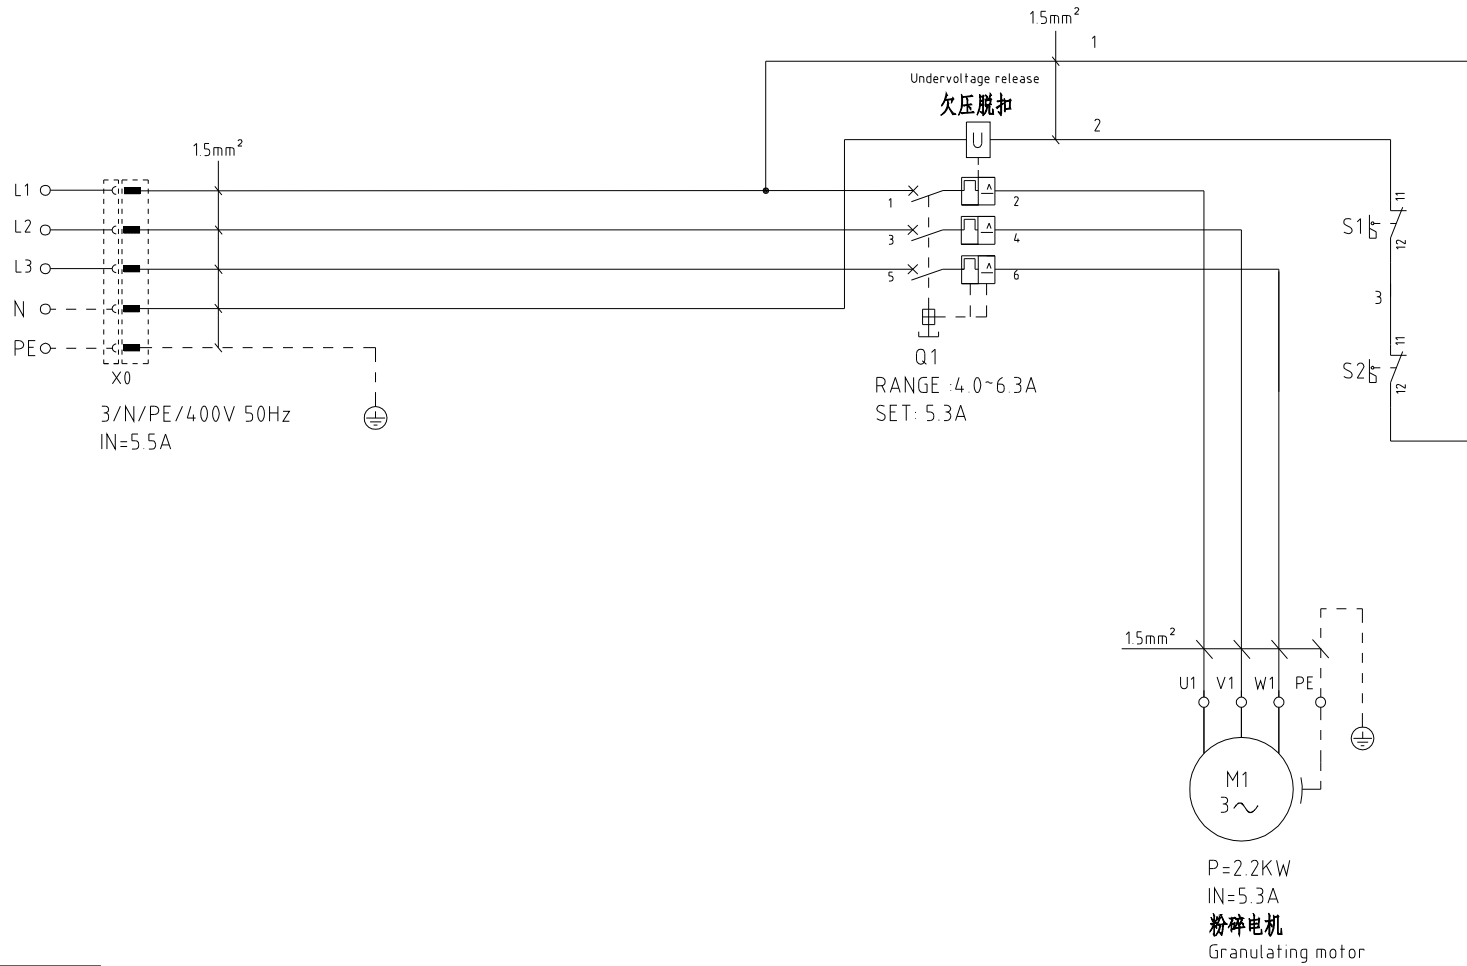 1.5mm²
1
Undervoltage release
欠压脱扣
U
2
1.5mm²
L1
1
2
L2
3
4
L3
5
6
N
PE
X0
3/N/PE/400V 50Hz
IN=5.5A
Q1
RANGE :4.0~6.3A
SET: 5.3A
11
S1
12
3
11
S2
12
1.5mm²
U1 V1 W1 PE
M1
3～
P=2.2KW
IN=5.3A
粉碎电机
Granulating motor